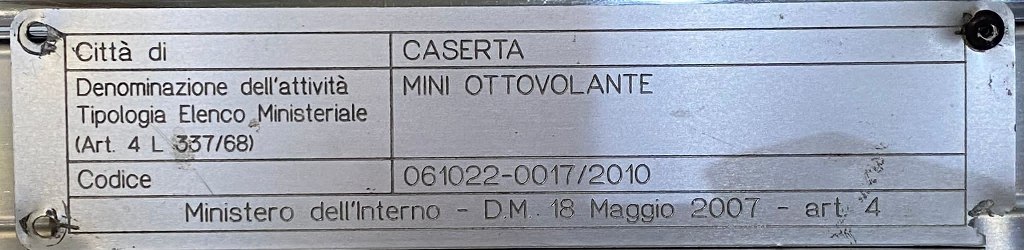 Città di CASERTA
Denominazione dell'attività MINI OTTOVOLANTE
Tipologia Elenco Ministeriale
(Art. 4 L 337/68)
Codice 061022-0017/2010
Ministero dell'Interno - D.M. 18 Maggio 2007 - art. 4